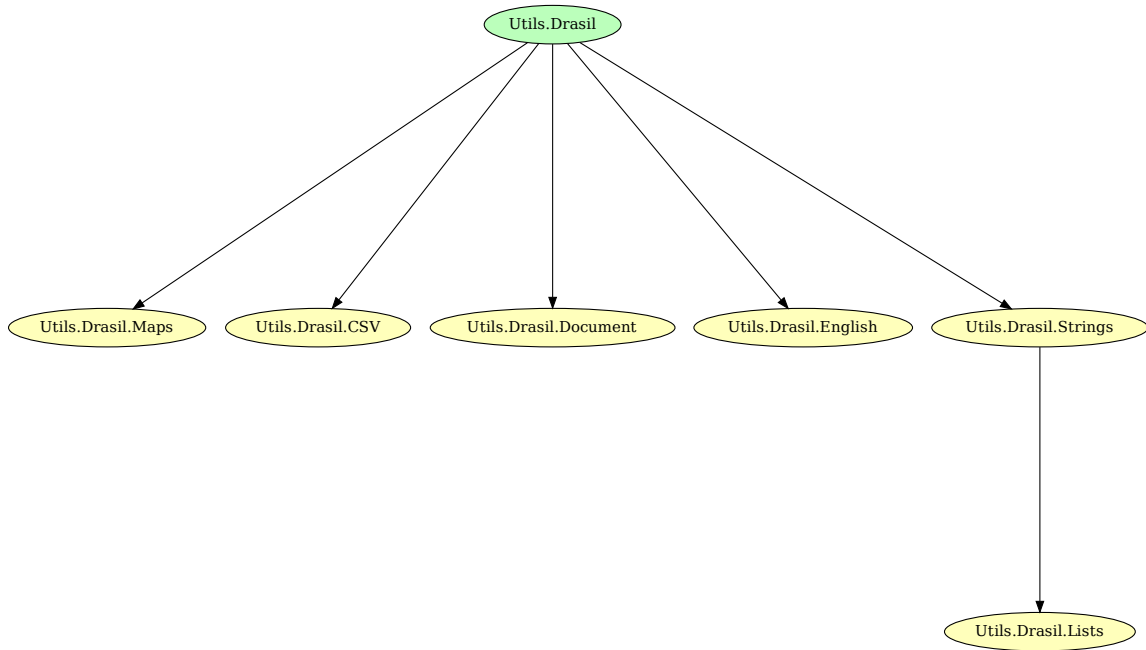 Utils.Drasil
Utils.Drasil.Maps
Utils.Drasil.CSV
Utils.Drasil.Document
Utils.Drasil.English
Utils.Drasil.Strings
Utils.Drasil.Lists